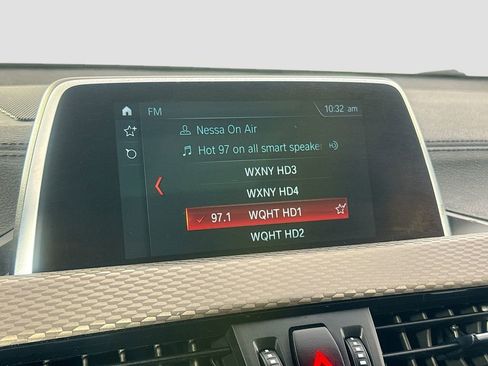 FM
10:32 am
Nessa On Air
Hot 97 on all smart speaker
WXNY HD3
WXNY HD4
97.1 WQHT HD1
WQHT HD2